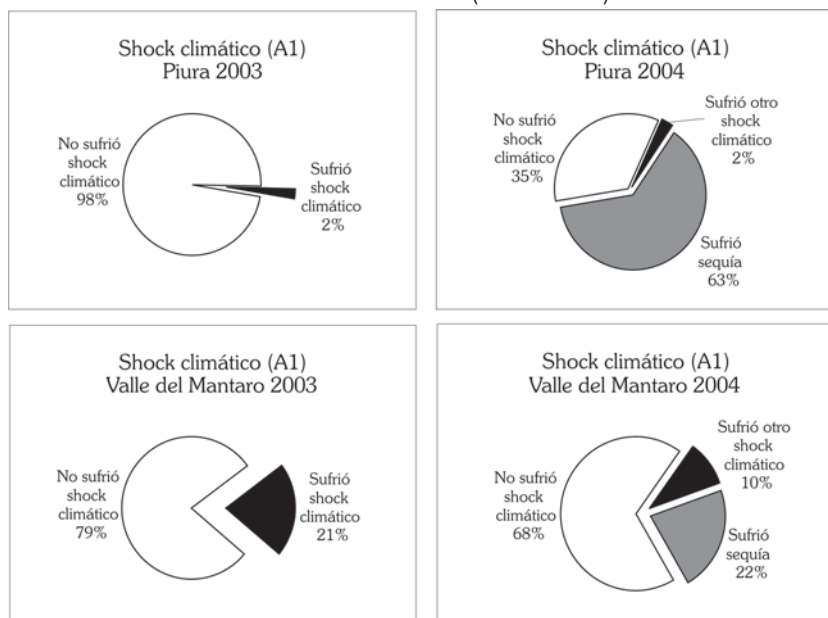 Shock climático (A1)
Piura 2003
No sufrió
shock
climático
98%
Sufrió
shock
climático
2%
Shock climático (A1)
Piura 2004
No sufrió
shock
climático
35%
Sufrió otro
shock
climático
2%
Sufrió
sequía
63%
Shock climático (A1)
Valle del Mantaro 2003
No sufrió
shock
climático
79%
Sufrió
shock
climático
21%
Shock climático (A1)
Valle del Mantaro 2004
No sufrió
shock
climático
68%
Sufrió otro
shock
climático
10%
Sufrió
sequía
22%